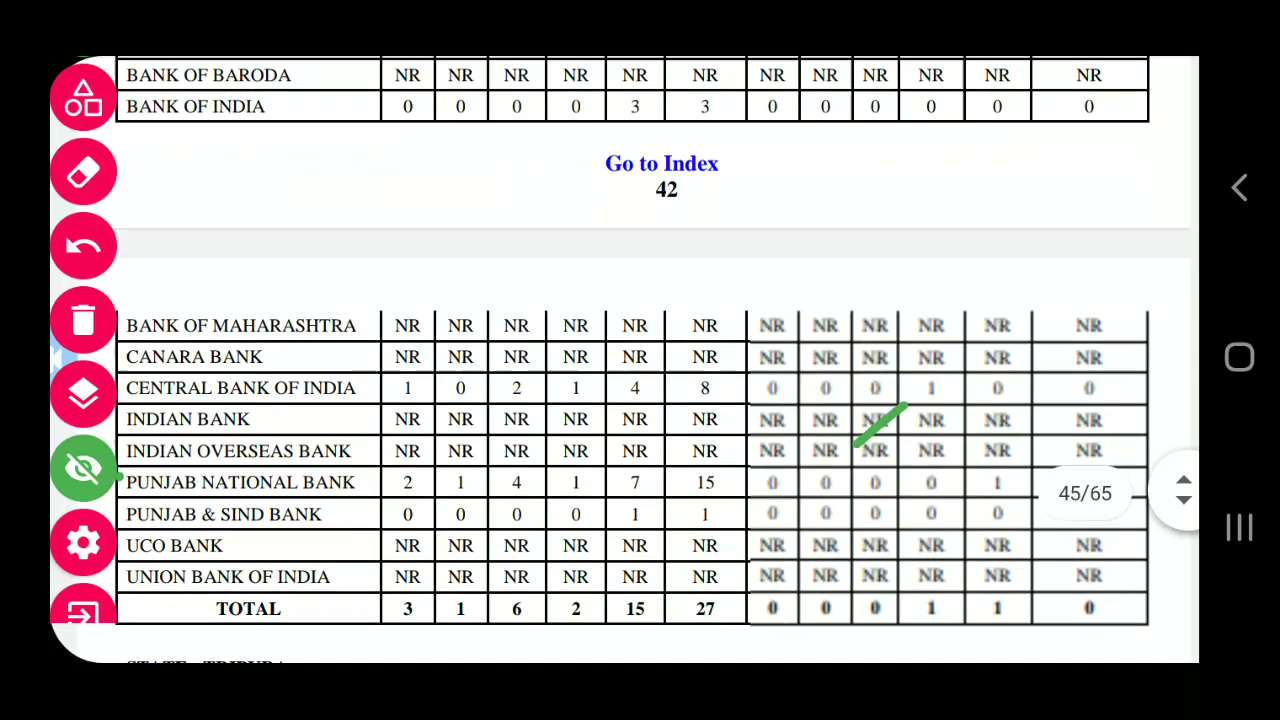 BANK OF BARODA NR NR NR NR NR NR NR NR NR NR NR NR
BANK OF INDIA 0 0 0 0 3 3 0 0 0 0 0 0
Go to Index
42
BANK OF MAHARASHTRA NR NR NR NR NR NR NR NR NR NR NR NR
CANARA BANK NR NR NR NR NR NR NR NR NR NR NR NR
CENTRAL BANK OF INDIA 1 0 2 1 4 8 0 0 0 1 0 0
INDIAN BANK NR NR NR NR NR NR NR NR NR NR NR NR
INDIAN OVERSEAS BANK NR NR NR NR NR NR NR NR NR NR NR NR
PUNJAB NATIONAL BANK 2 1 4 1 7 15 0 0 0 0 1
45/65
PUNJAB & SIND BANK 0 0 0 0 1 1 0 0 0 0 0
UCO BANK NR NR NR NR NR NR NR NR NR NR NR NR
UNION BANK OF INDIA NR NR NR NR NR NR NR NR NR NR NR NR
TOTAL 3 1 6 2 15 27 0 0 0 1 1 0